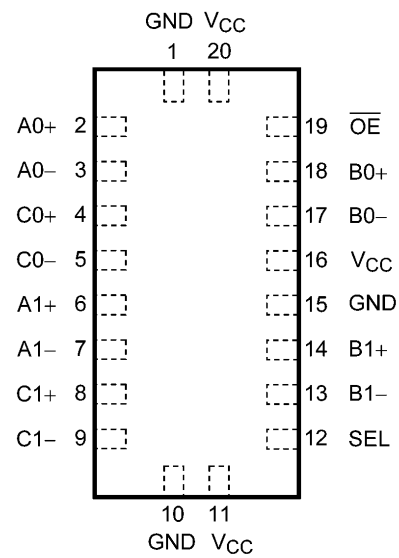 GND VCC
1 20
A0+ 2 19 OE
A0− 3 18 B0+
C0+ 4 17 B0−
C0− 5 16 VCC
A1+ 6 15 GND
A1− 7 14 B1+
C1+ 8 13 B1−
C1− 9 12 SEL
10 11
GND VCC